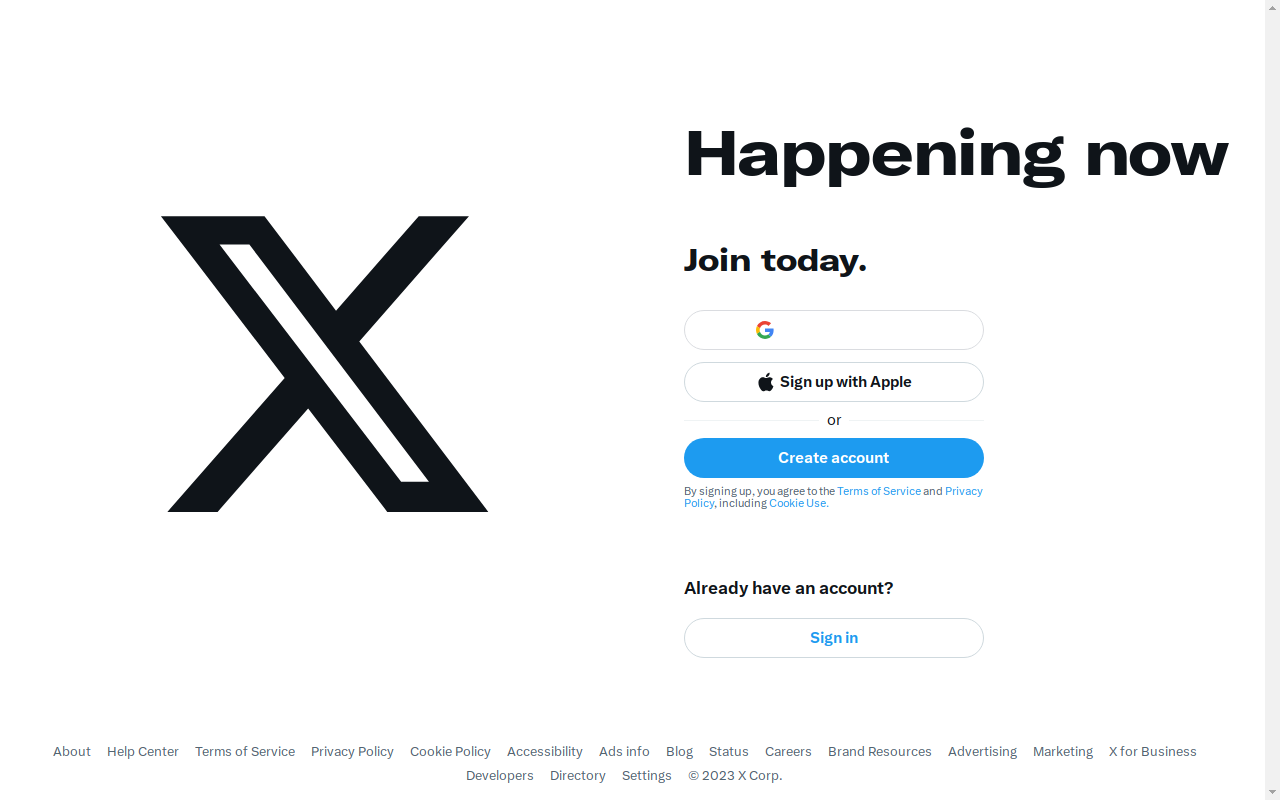 Happening now
Join today.
Sign up with Apple
or
Create account
By signing up, you agree to the Terms of Service and Privacy
Policy, including Cookie Use.
Already have an account?
Sign in
About Help Center Terms of Service Privacy Policy Cookie Policy Accessibility Ads info Blog Status Careers Brand Resources Advertising Marketing X for Business
Developers Directory Settings © 2023 X Corp.